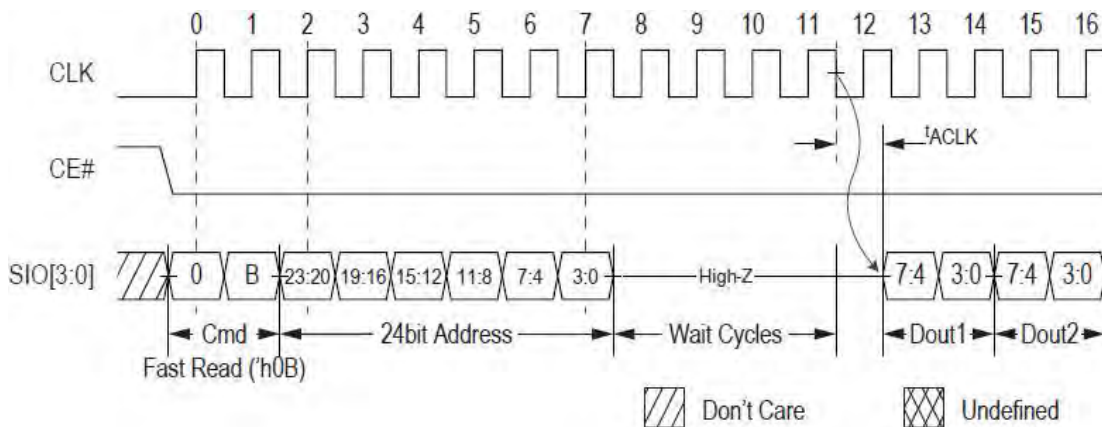 0 1 2 3 4 5 6 7 8 9 10 11 12 13 14 15 16
CLK
tACLK
CE#
SIO[3:0] 0 B 23:20 19:16 15:12 11:8 7:4 3:0 High-Z 7:4 3:0 7:4 3:0
Cmd 24bit Address Wait Cycles Dout1 Dout2
Fast Read ('h0B)
Don't Care Undefined